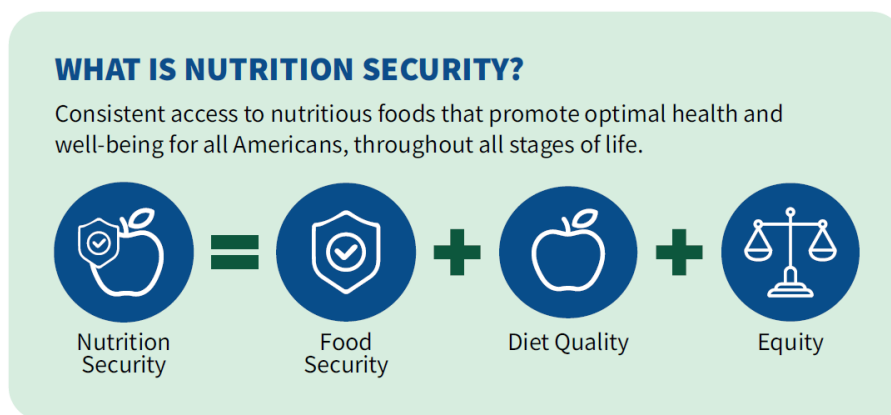 WHAT IS NUTRITION SECURITY?
Consistent access to nutritious foods that promote optimal health and
well-being for all Americans, throughout all stages of life.
Nutrition
Security
Food
Security
Diet Quality
Equity